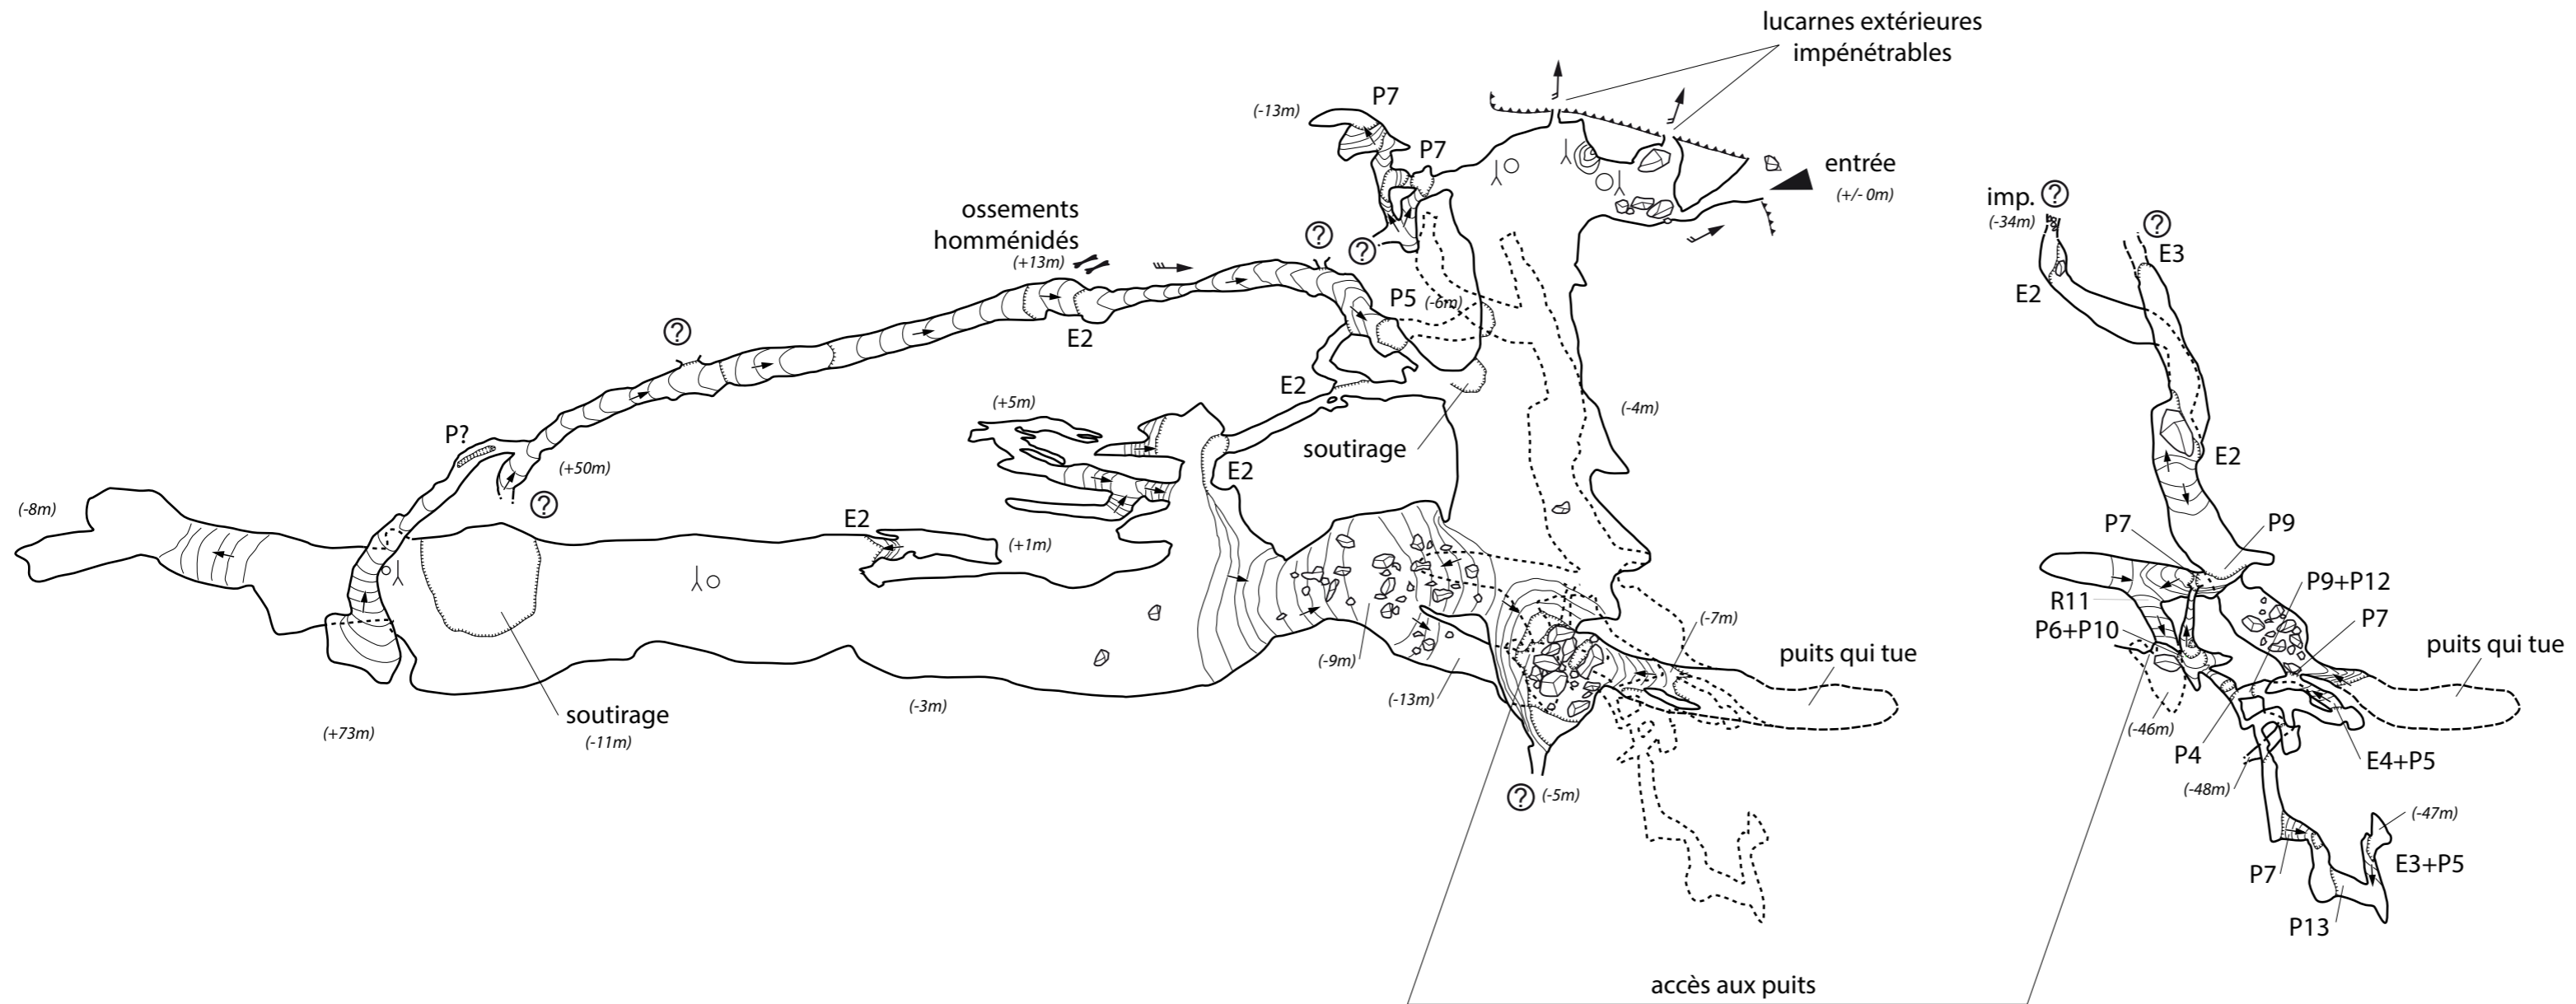 lucarnes extérieures
impénétrables
P7
(-13m)
P7
entrée
(+/- 0m)
ossements
homménidés
(+13m)
?
?
P5
(-6m)
E2
?
E2
(+5m)
soutirage
(-4m)
P?
(+50m)
?
E2
(-8m)
E2
(+1m)
(-9m)
(-13m)
(-7m)
puits qui tue
soutirage
(-11m)
(-3m)
(+73m)
?
(-5m)
accès aux puits
imp.
?
(-34m)
?
E3
E2
E2
P7
P9
P9+P12
R11
P6+P10
P7
puits qui tue
(-46m)
P4
E4+P5
(-48m)
(-47m)
P7
E3+P5
P13